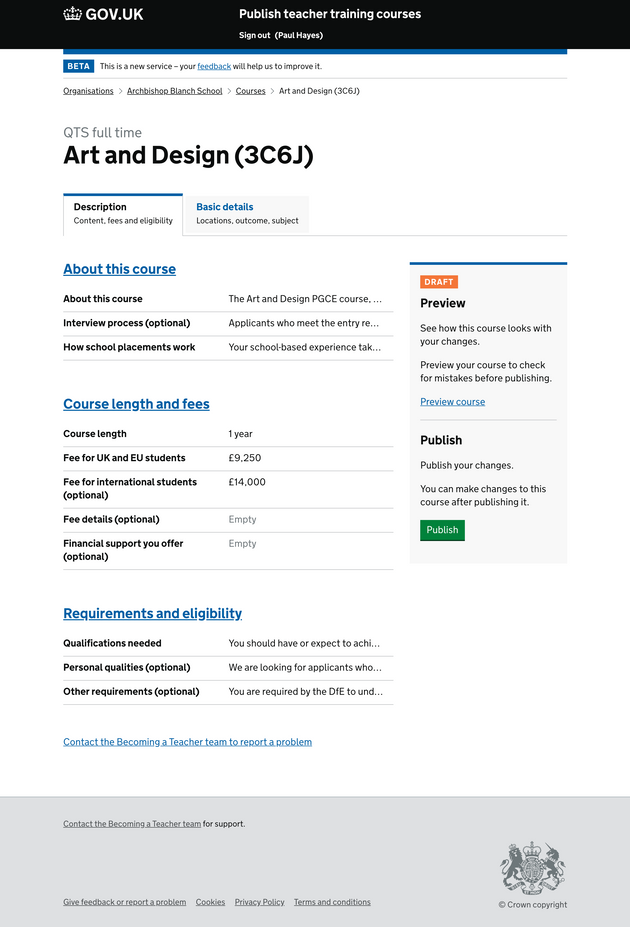 GOV.UK
Publish teacher training courses
Sign out (Paul Hayes)
BETA This is a new service – your feedback will help us to improve it.
Organisations > Archbishop Blanch School > Courses > Art and Design (3C6J)
QTS full time
Art and Design (3C6J)
Description
Content, fees and eligibility
Basic details
Locations, outcome, subject
About this course
About this course The Art and Design PGCE course, …
Interview process (optional) Applicants who meet the entry re…
How school placements work Your school-based experience tak…
Course length and fees
Course length 1 year
Fee for UK and EU students £9,250
Fee for international students £14,000
(optional)
Fee details (optional) Empty
Financial support you offer Empty
(optional)
Requirements and eligibility
Qualifications needed You should have or expect to achi…
Personal qualities (optional) We are looking for applicants who…
Other requirements (optional) You are required by the DfE to und…
Contact the Becoming a Teacher team to report a problem
DRAFT
Preview
See how this course looks with
your changes.
Preview your course to check
for mistakes before publishing.
Preview course
Publish
Publish your changes.
You can make changes to this
course after publishing it.
Publish
Contact the Becoming a Teacher team for support.
Give feedback or report a problem Cookies Privacy Policy Terms and conditions
© Crown copyright